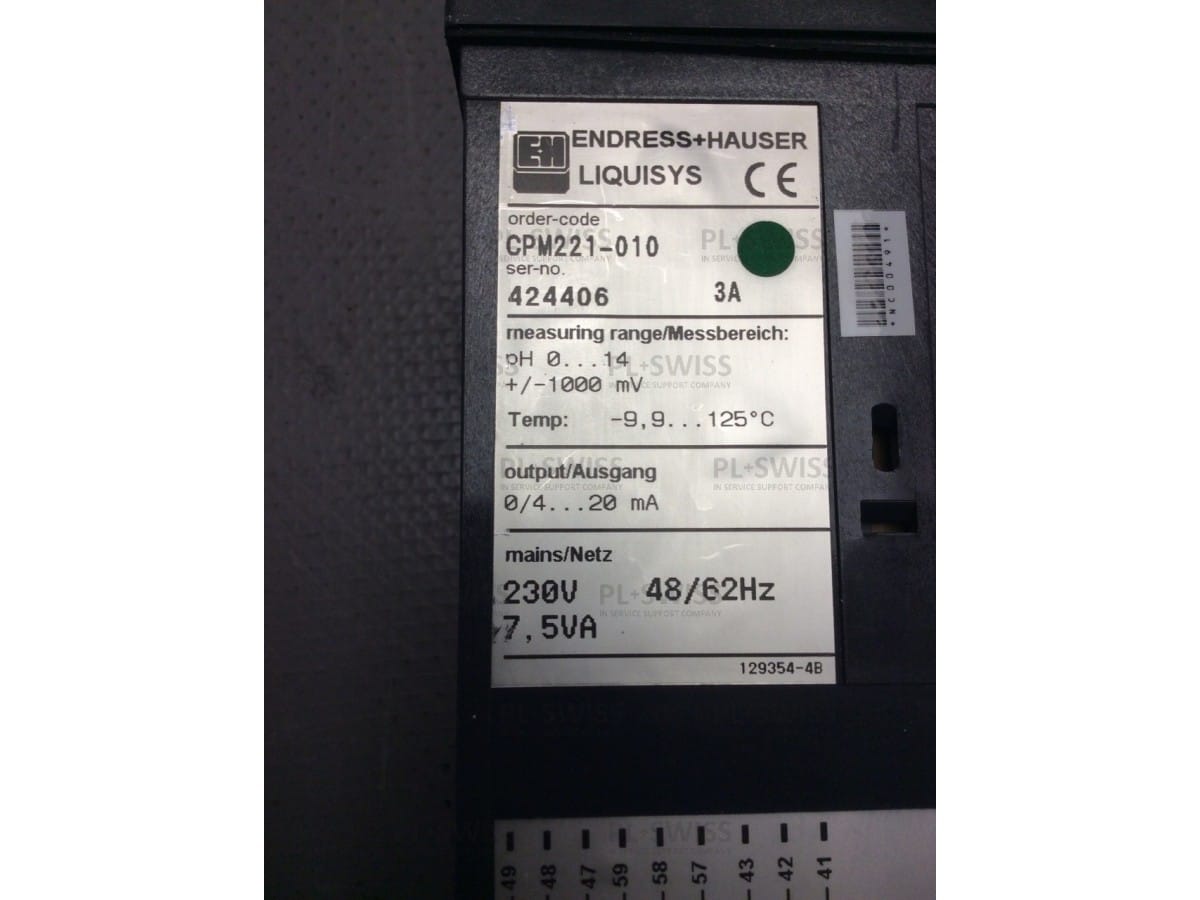 E+H ENDRESS+HAUSER
LIQUISYS CE
order-code
CPM221-010
ser-no.
424406 3A
measuring range/Messbereich:
pH 0...14
+/-1000 mV
Temp: -9,9...125°C
output/Ausgang
0/4...20 mA
mains/Netz
230V 48/62Hz
7,5VA
129354-4B
*NC000491*
49 48 47 59 58 57 43 42 41
PL+SWISS
IN SERVICE SUPPORT COMPANY